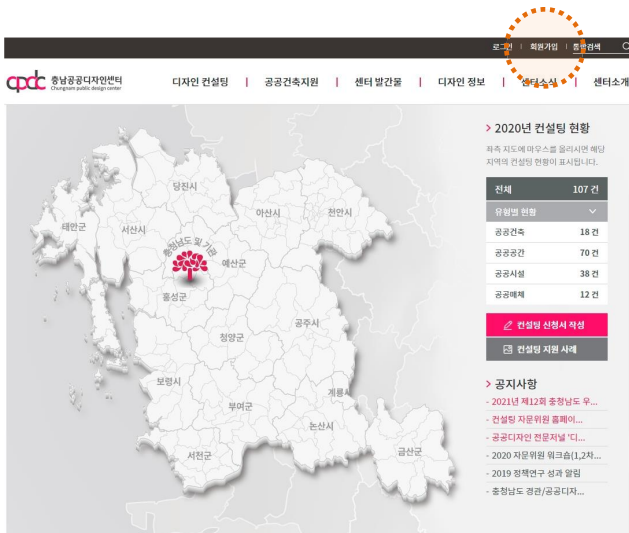 로그인 | 회원가입 | 통합검색
cpdc 충남공공디자인센터
Chungnam public design center
디자인 컨설팅 | 공공건축지원 | 센터 발간물 | 디자인 정보 | 센터소식 | 센터소개
> 2020년 컨설팅 현황
좌측 지도에 마우스를 올리시면 해당
지역의 컨설팅 현황이 표시됩니다.
전체 107 건
유형별 현황
공공건축 18 건
공공공간 70 건
공공시설 38 건
공공매체 12 건
컨설팅 신청서 작성
컨설팅 지원 사례
> 공지사항
- 2021년 제12회 충청남도 우...
- 컨설팅 자문위원 홈페이...
- 공공디자인 전문저널 '디...
- 2020 자문위원 워크숍(1,2차...
- 2019 정책연구 성과 알림
- 충청남도 경관/공공디자...
당진시
아산시
천안시
태안군
서산시
충청남도 및 기관
예산군
홍성군
공주시
청양군
보령시
계룡시
부여군
논산시
서천군
금산군